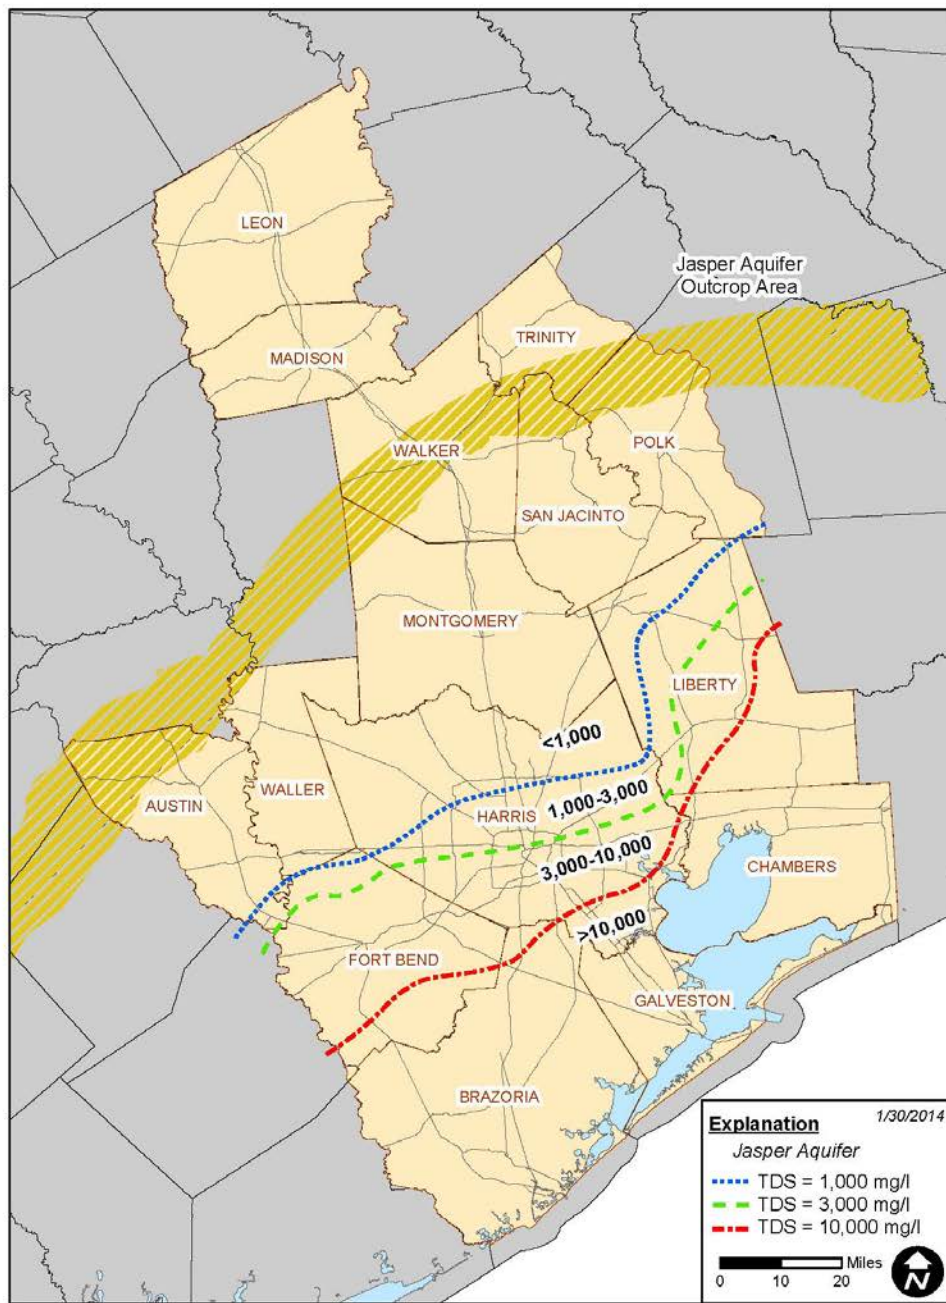 LEON
Jasper Aquifer
Outcrop Area
TRINITY
MADISON
WALKER
POLK
SAN JACINTO
MONTGOMERY
LIBERTY
<1,000
WALLER
AUSTIN
1,000-3,000
HARRIS
3,000-10,000
CHAMBERS
>10,000
FORT BEND
GALVESTON
BRAZORIA
Explanation 1/30/2014
Jasper Aquifer
TDS = 1,000 mg/l
TDS = 3,000 mg/l
TDS = 10,000 mg/l
Miles
0 10 20
N